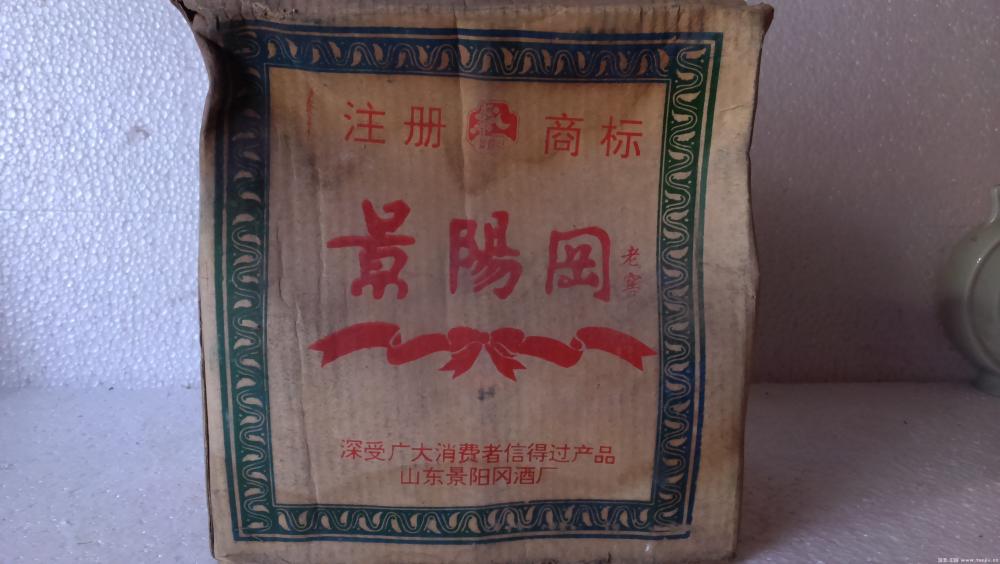 注册 商标
景陽岡 老窖
深受广大消费者信得过产品
山东景阳冈酒厂